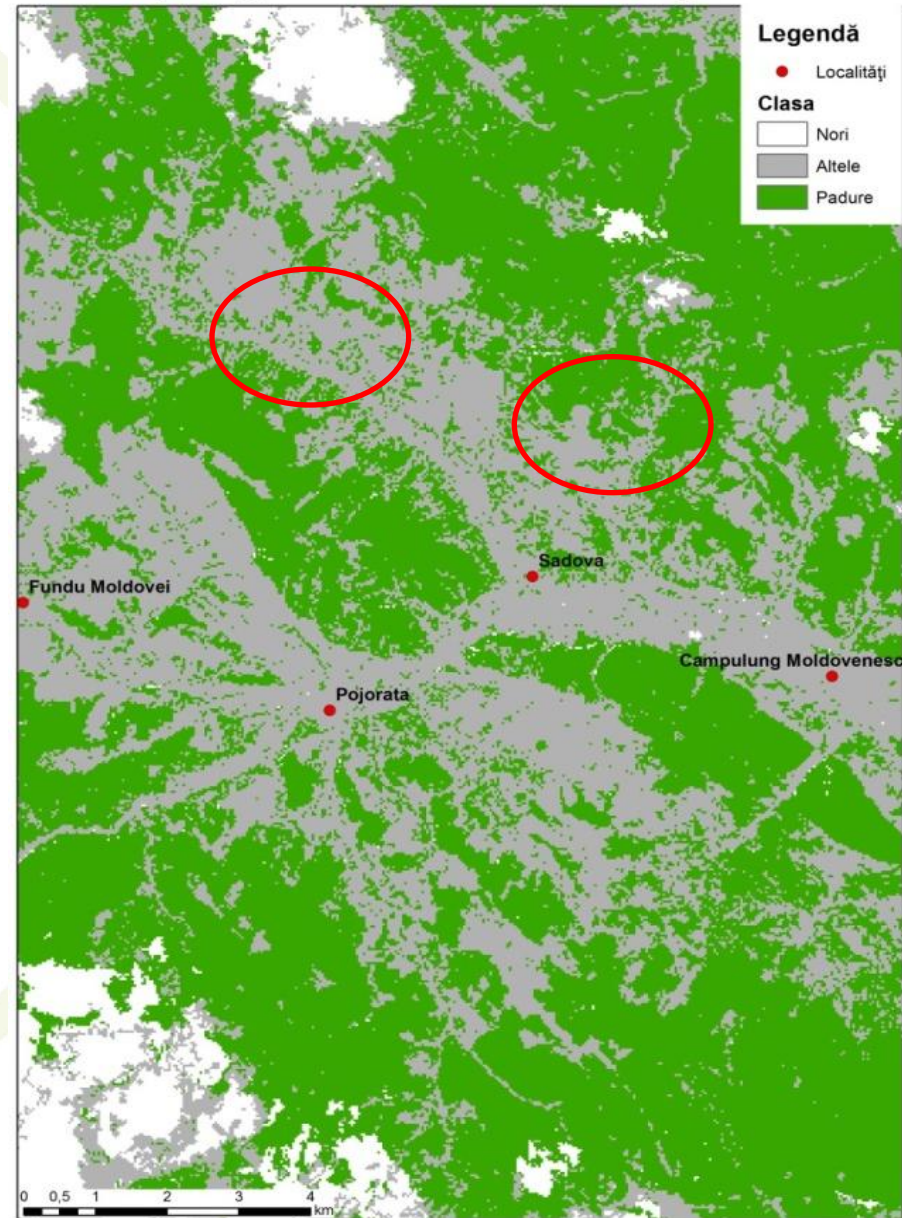 Legendă
Localităţi
Clasa
Nori
Altele
Padure
Sadova
Fundu Moldovei
Campulung Moldovenesc
Pojorata
0 0,5 1 2 3 4
km